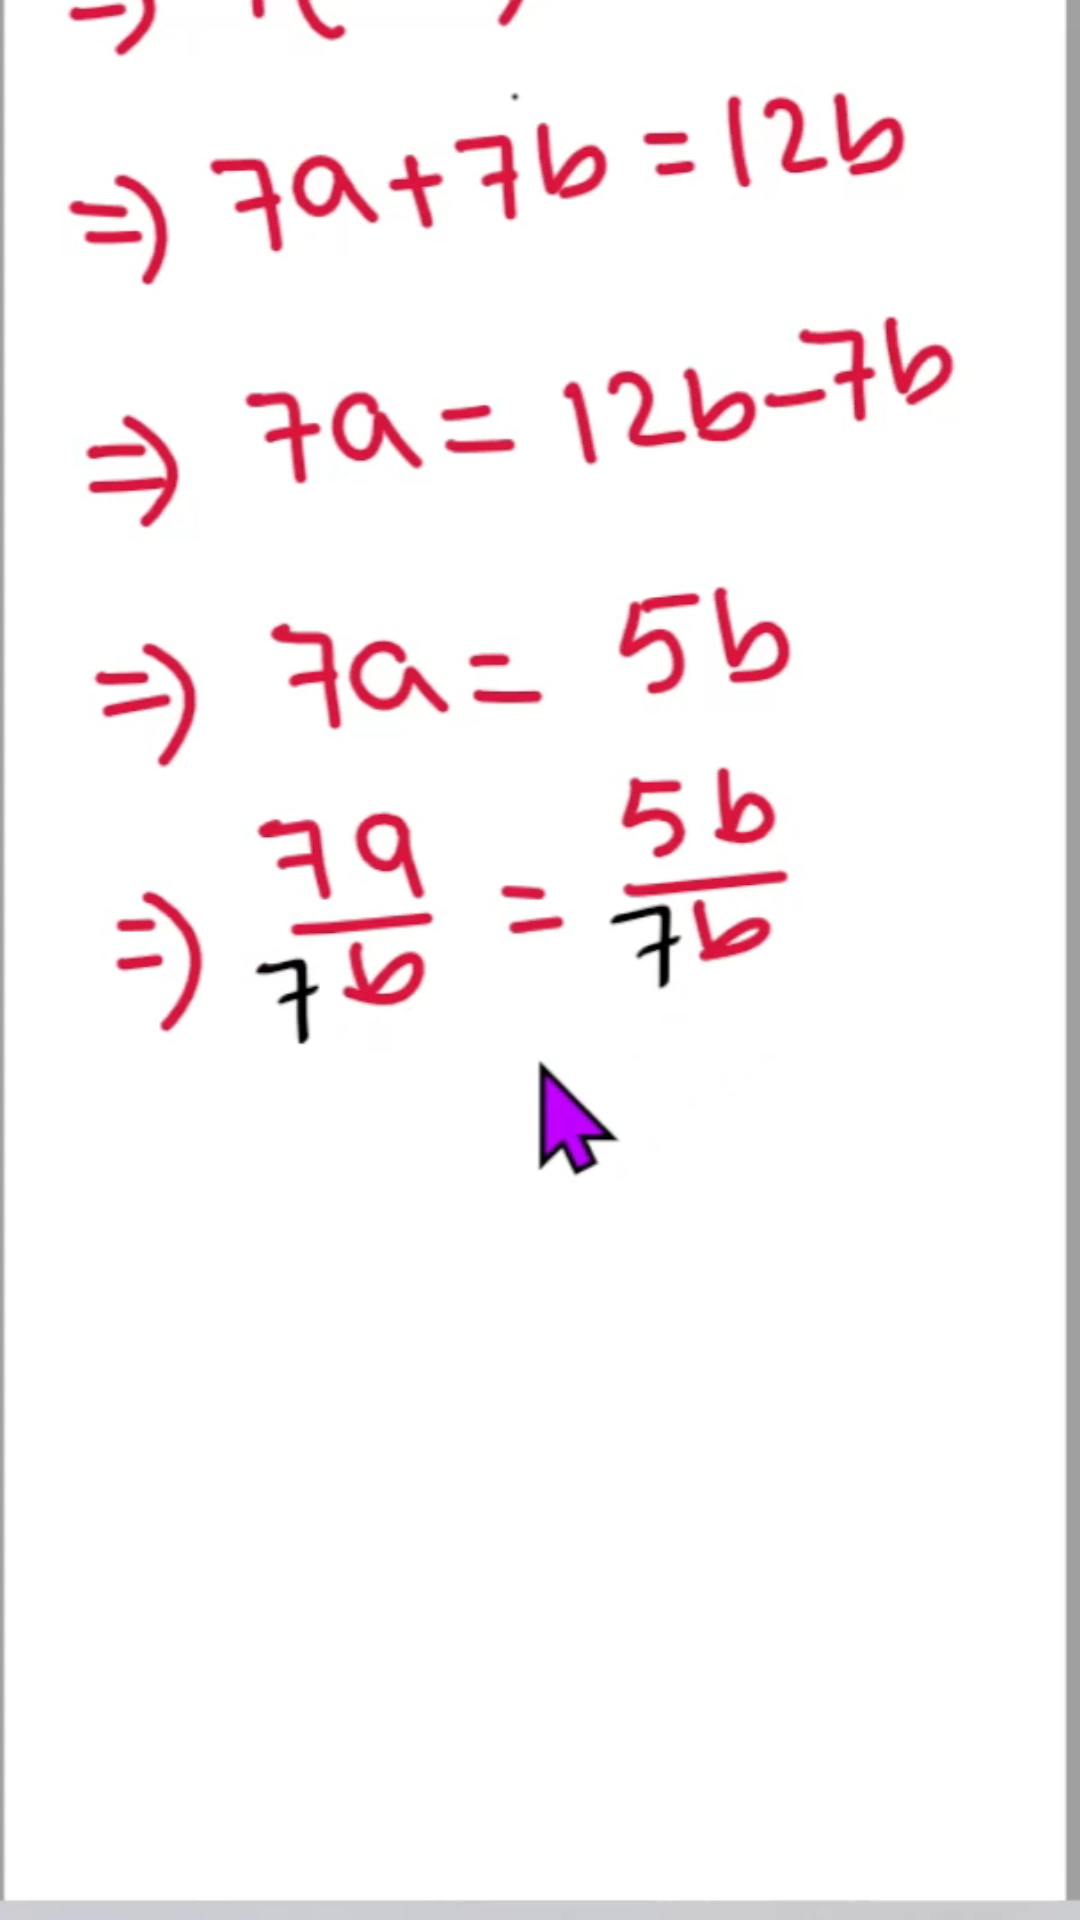 ⇒ 7a+7b=12b
⇒ 7a=12b-7b
⇒ 7a= 5b
⇒ 7a/7b = 5b/7b